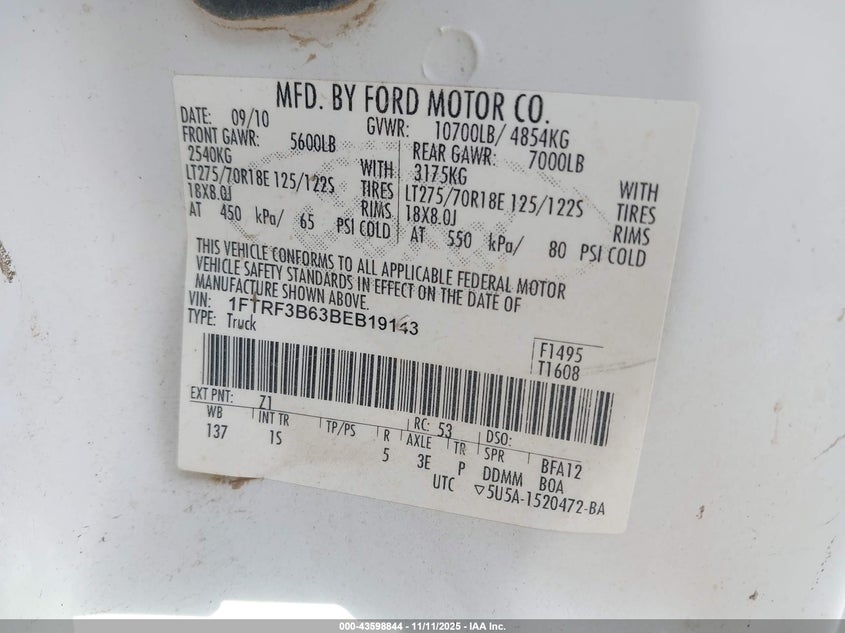 MFD. BY FORD MOTOR CO.
DATE: 09/10 GVWR: 10700LB/ 4854KG
FRONT GAWR: 5600LB REAR GAWR: 7000LB
2540KG WITH 3175KG WITH
LT275/70R18E 125/122S TIRES LT275/70R18E 125/122S TIRES
18X8.0J RIMS 18X8.0J RIMS
AT 450 kPa/ 65 PSI COLD AT 550 kPa/ 80 PSI COLD
THIS VEHICLE CONFORMS TO ALL APPLICABLE FEDERAL MOTOR
VEHICLE SAFETY STANDARDS IN EFFECT ON THE DATE OF
MANUFACTURE SHOWN ABOVE.
VIN: 1FTRF3B63BEB19143
TYPE: Truck
F1495
T1608
EXT PNT: Z1 RC: 53 DSO:
WB INT TR TP/PS R AXLE TR SPR BFA12
137 1S 5 3E P DDMM B0A
UTC ▽5U5A-1520472-BA
000-43598844 - 11/11/2025 - IAA Inc.